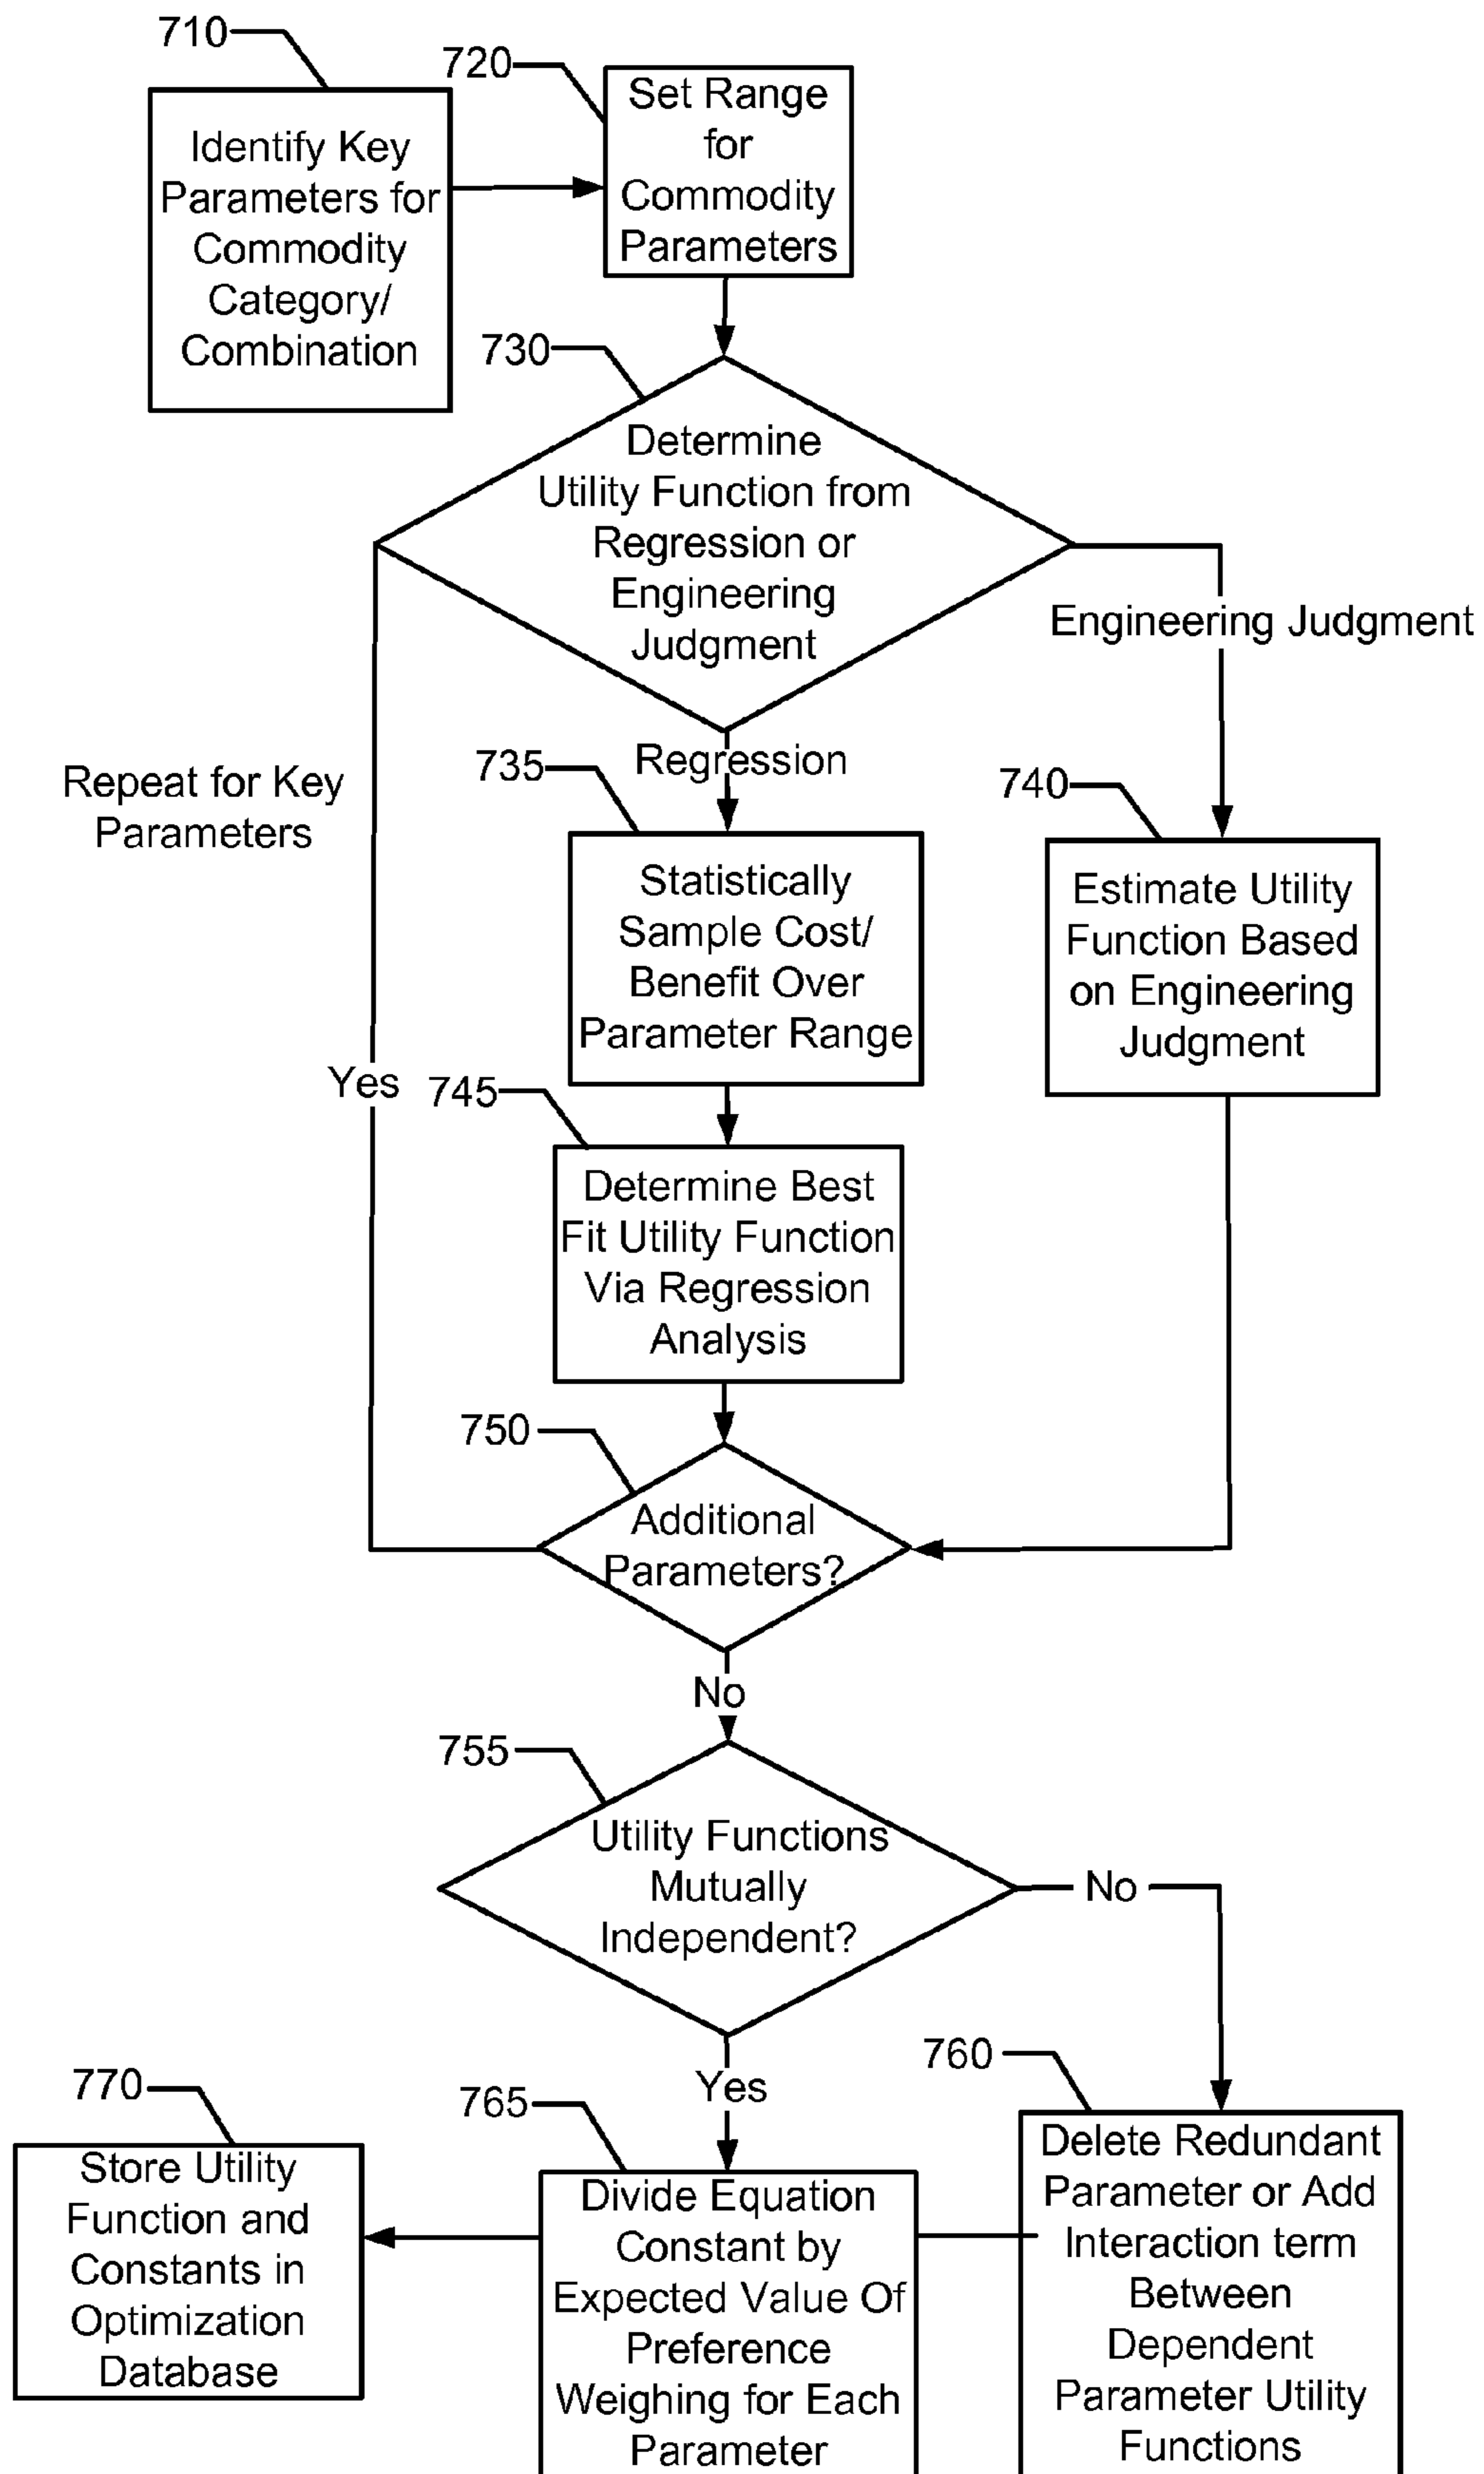 710
Identify Key
Parameters for
Commodity
Category/
Combination
720
Set Range
for
Commodity
Parameters
730
Determine
Utility Function from
Regression or
Engineering
Judgment
Engineering Judgment
Regression
Repeat for Key
Parameters
735
Statistically
Sample Cost/
Benefit Over
Parameter Range
740
Estimate Utility
Function Based
on Engineering
Judgment
Yes
745
Determine Best
Fit Utility Function
Via Regression
Analysis
750
Additional
Parameters?
No
755
Utility Functions
Mutually
Independent?
No
Yes
760
Delete Redundant
Parameter or Add
Interaction term
Between
Dependent
Parameter Utility
Functions
765
Divide Equation
Constant by
Expected Value Of
Preference
Weighing for Each
Parameter
770
Store Utility
Function and
Constants in
Optimization
Database